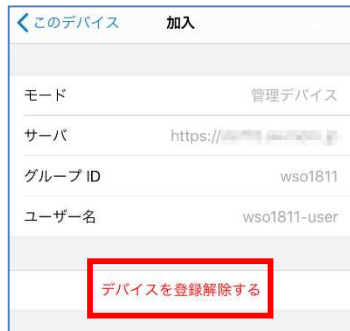 このデバイス 加入
モード 管理デバイス
サーバ https://
グループ ID wso1811
ユーザー名 wso1811-user
デバイスを登録解除する